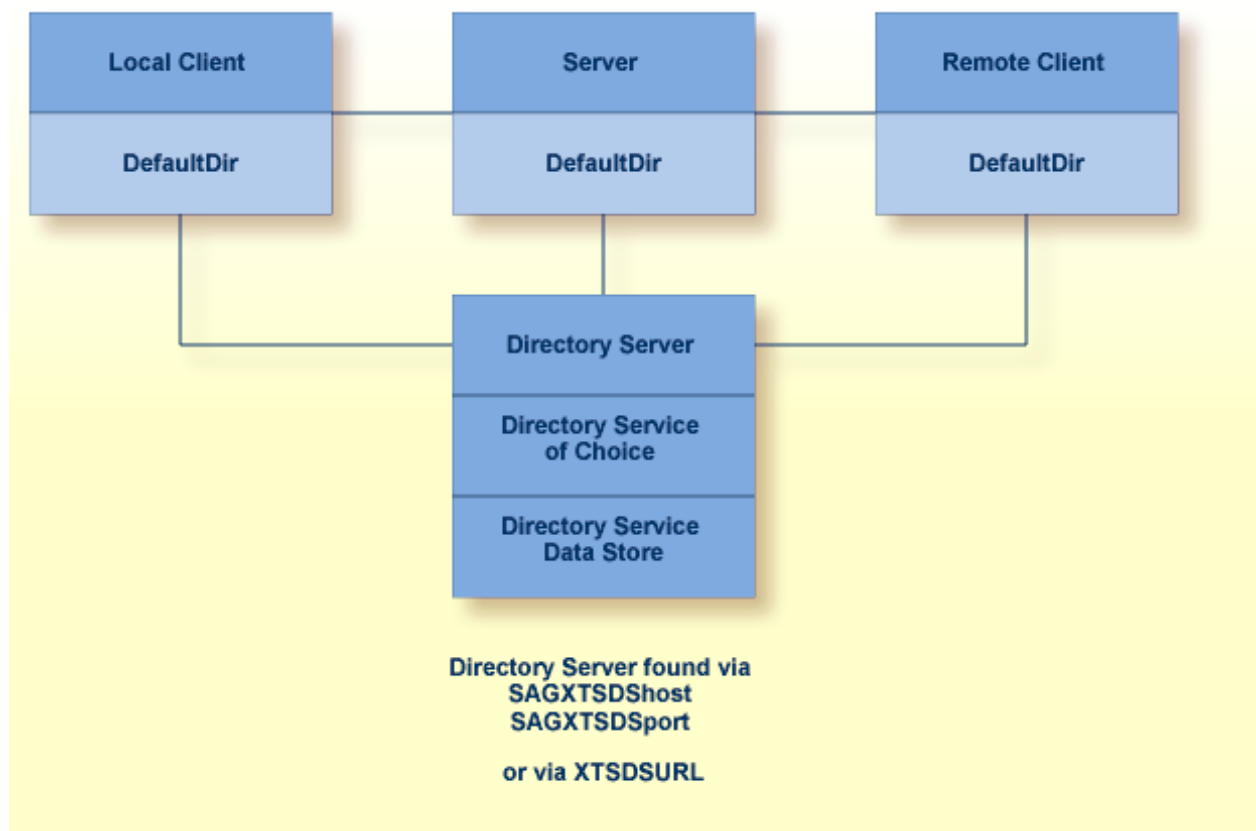 Local Client
Server
Remote Client
DefaultDir
DefaultDir
DefaultDir
Directory Server
Directory Service
of Choice
Directory Service
Data Store
Directory Server found via
SAGXTSDShost
SAGXTSDSport
or via XTSDSURL